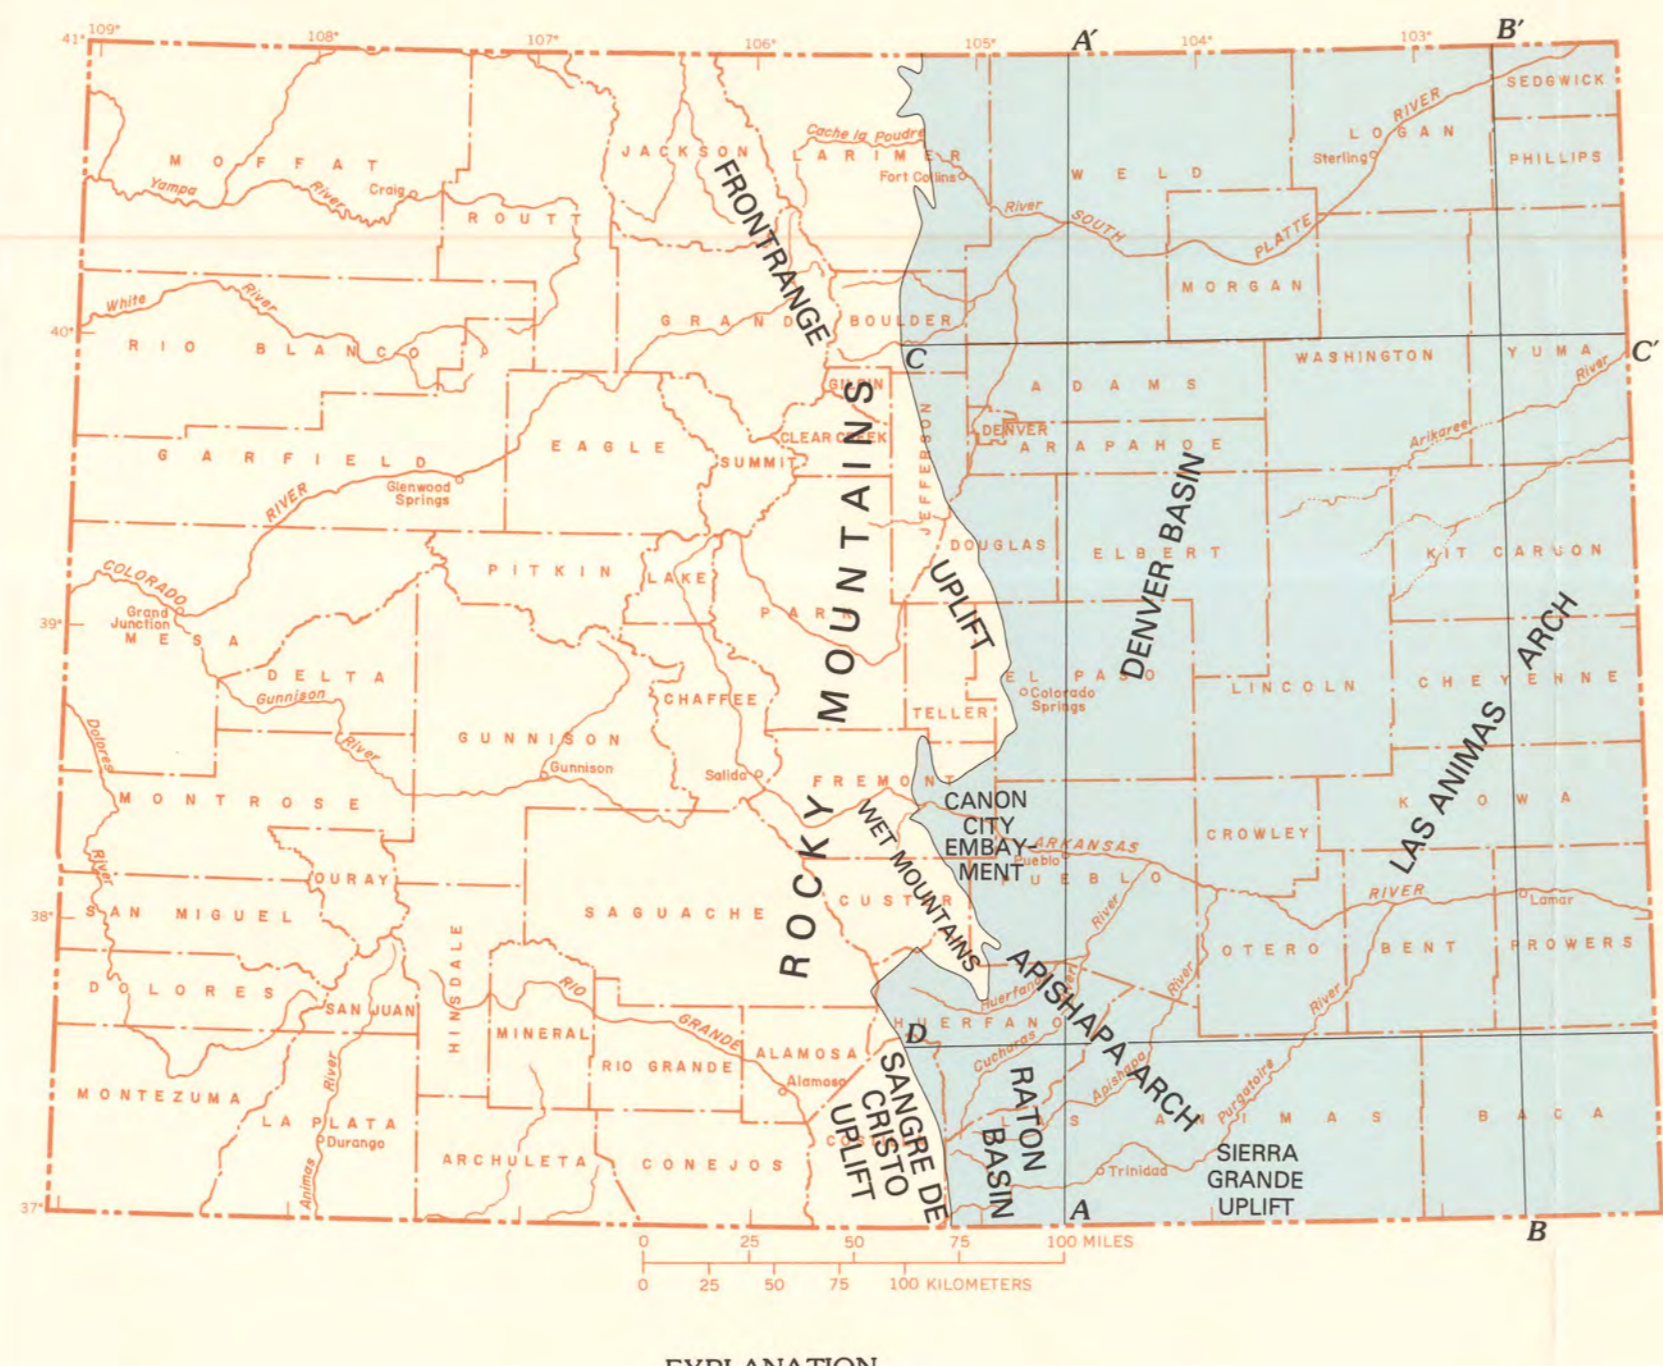 41°
109°
108°
107°
106°
105°
A′
104°
103°
B′
SEDGWICK
RIVER
LOGAN
Sterling
PHILLIPS
Cache la Poudre
JACKSON
LARIMER
Fort Collins
WELD
MOFFAT
Yampa
River
Craig
ROUTT
FRONT RANGE
River
SOUTH
PLATTE
MORGAN
White
River
40°
RIO BLANCO
GRAND
BOULDER
C
WASHINGTON
YUMA
C′
River
ADAMS
GILPIN
Arikaree
DENVER
CLEAR CREEK
JEFFERSON
ARAPAHOE
GARFIELD
EAGLE
SUMMIT
Glenwood
Springs
RIVER
DOUGLAS
ELBERT
DENVER BASIN
KIT CARSON
COLORADO
PITKIN
LAKE
PARK
UPLIFT
Grand
Junction
39°
MESA
ROCKY MOUNTAINS
ARCH
DELTA
Gunnison
CHAFFEE
EL PASO
Colorado
Springs
LINCOLN
CHEYENNE
TELLER
Dolores
River
GUNNISON
Gunnison
Salida
FREMONT
LAS ANIMAS
MONTROSE
CANON
CITY
EMBAY-
MENT
KIOWA
WET MOUNTAINS
CROWLEY
ARKANSAS
Pueblo
PUEBLO
River
OURAY
RIVER
Lamar
38°
SAN MIGUEL
SAGUACHE
CUSTER
River
HINSDALE
OTERO
BENT
PROWERS
APISHAPA ARCH
DOLORES
SAN JUAN
RIO
GRANDE
Huerfano
River
River
River
HUERFANO
MINERAL
D
Cucharas
ALAMOSA
RIO GRANDE
Alamosa
Apishapa
Purgatoire
MONTEZUMA
River
LA PLATA
Durango
SANGRE DE
CRISTO
UPLIFT
RATON
BASIN
LAS ANIMAS
BACA
ARCHULETA
CONEJOS
COSTILLA
Trinidad
SIERRA
GRANDE
UPLIFT
Animas
37°
A
B
0 25 50 75 100 MILES
0 25 50 75 100 KILOMETERS
EXPLANATION